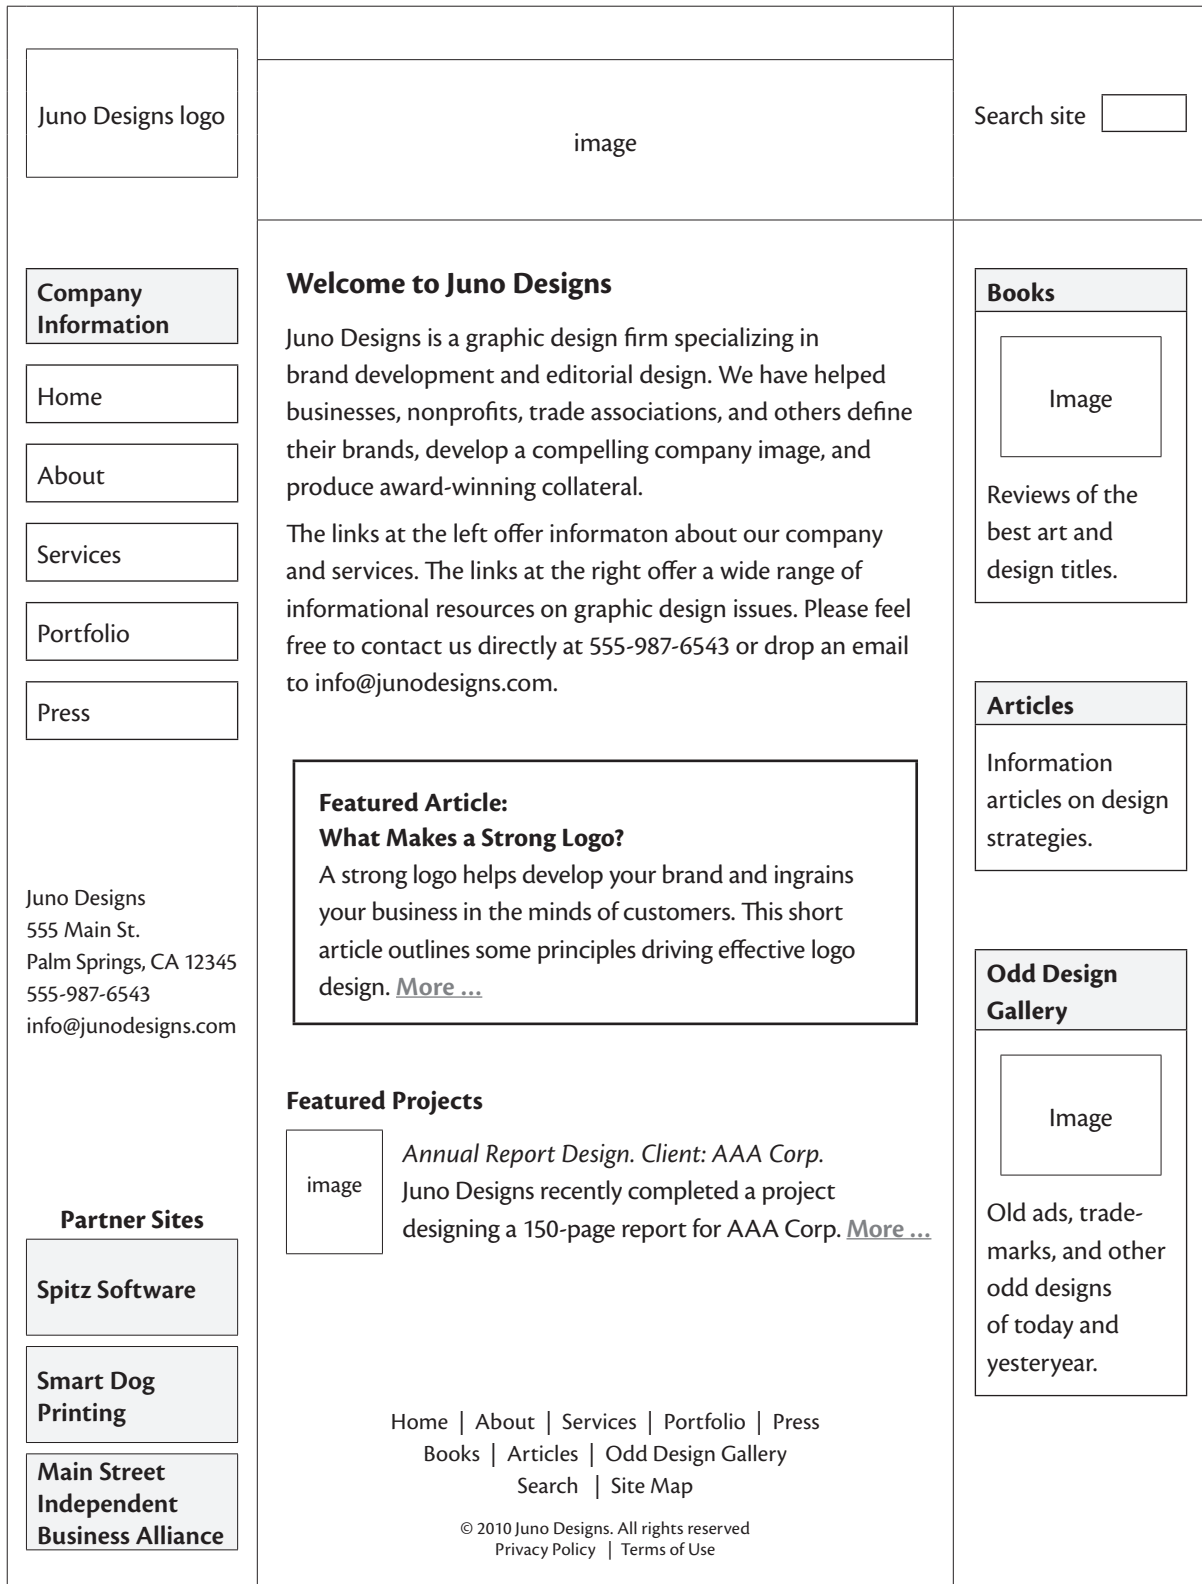 Juno Designs logo
image
Search site
Company
Information
Home
About
Services
Portfolio
Press
Juno Designs
555 Main St.
Palm Springs, CA 12345
555-987-6543
info@junodesigns.com
Partner Sites
Spitz Software
Smart Dog
Printing
Main Street
Independent
Business Alliance
Welcome to Juno Designs
Juno Designs is a graphic design firm specializing in
brand development and editorial design. We have helped
businesses, nonprofits, trade associations, and others define
their brands, develop a compelling company image, and
produce award-winning collateral.
The links at the left offer informaton about our company
and services. The links at the right offer a wide range of
informational resources on graphic design issues. Please feel
free to contact us directly at 555-987-6543 or drop an email
to info@junodesigns.com.
Featured Article:
What Makes a Strong Logo?
A strong logo helps develop your brand and ingrains
your business in the minds of customers. This short
article outlines some principles driving effective logo
design. More ...
Featured Projects
image
Annual Report Design. Client: AAA Corp.
Juno Designs recently completed a project
designing a 150-page report for AAA Corp. More ...
Home | About | Services | Portfolio | Press
Books | Articles | Odd Design Gallery
Search | Site Map
© 2010 Juno Designs. All rights reserved
Privacy Policy | Terms of Use
Books
Image
Reviews of the
best art and
design titles.
Articles
Information
articles on design
strategies.
Odd Design
Gallery
Image
Old ads, trade-
marks, and other
odd designs
of today and
yesteryear.